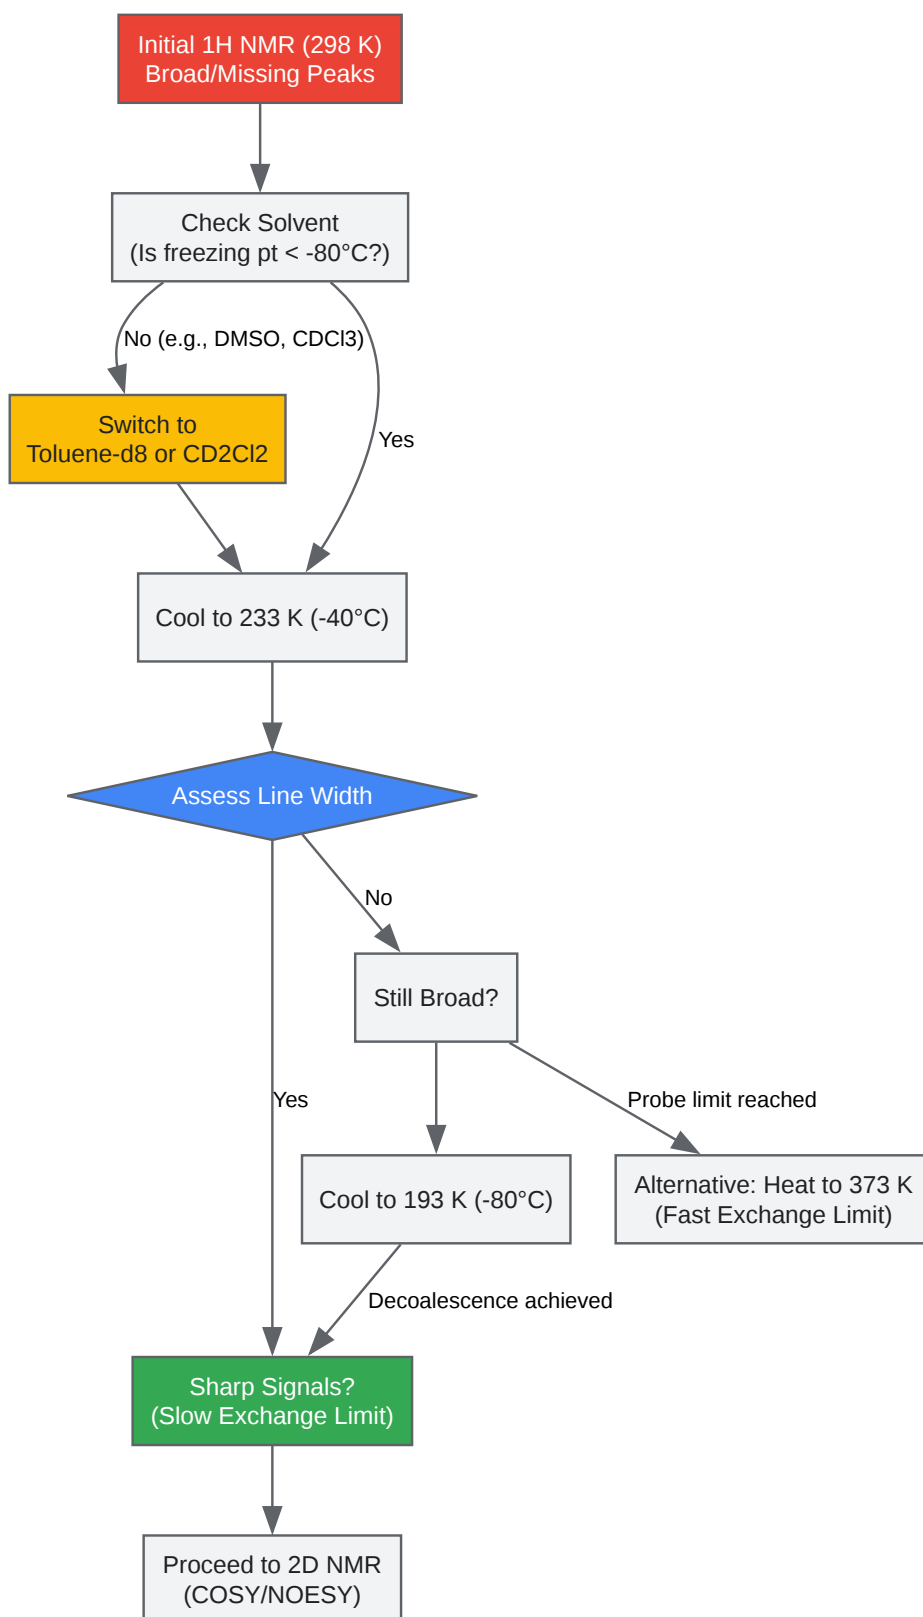 Initial 1H NMR (298 K)
Broad/Missing Peaks
Check Solvent
(Is freezing pt < -80°C?)
No (e.g., DMSO, CDCl3)
Switch to
Toluene-d8 or CD2Cl2
Yes
Cool to 233 K (-40°C)
Assess Line Width
No
Still Broad?
Yes
Probe limit reached
Cool to 193 K (-80°C)
Alternative: Heat to 373 K
(Fast Exchange Limit)
Decoalescence achieved
Sharp Signals?
(Slow Exchange Limit)
Proceed to 2D NMR
(COSY/NOESY)